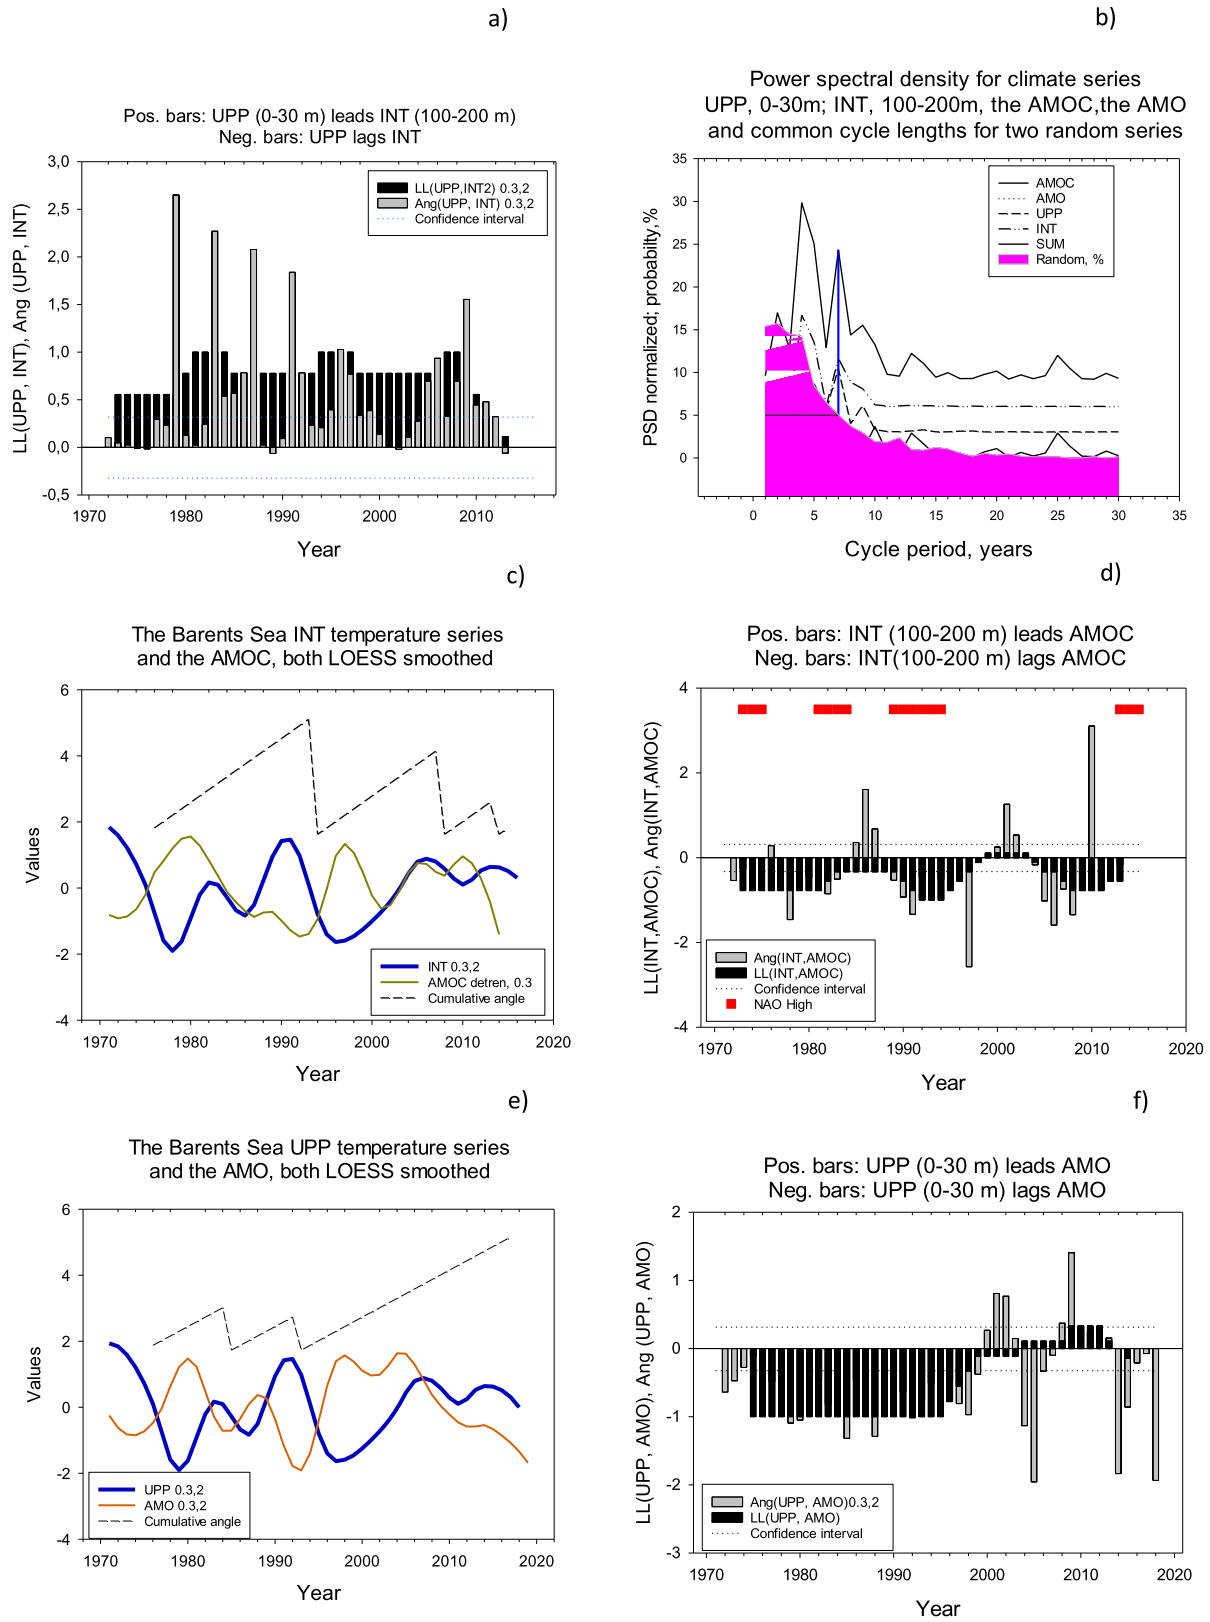 a)
Pos. bars: UPP (0-30 m) leads INT (100-200 m)
Neg. bars: UPP lags INT
LL(UPP, INT), Ang (UPP, INT)
3,0
2,5
2,0
1,5
1,0
0,5
0,0
-0,5
LL(UPP,INT2) 0.3,2
Ang(UPP, INT) 0.3,2
Confidence interval
1970 1980 1990 2000 2010 2020
Year
b)
Power spectral density for climate series
UPP, 0-30m; INT, 100-200m, the AMOC,the AMO
and common cycle lengths for two random series
PSD normalized; probabilty,%
35
30
25
20
15
10
5
0
AMOC
AMO
UPP
INT
SUM
Random, %
0 5 10 15 20 25 30 35
Cycle period, years
c)
The Barents Sea INT temperature series
and the AMOC, both LOESS smoothed
Values
6
4
2
0
-2
-4
INT 0.3,2
AMOC detren, 0.3
Cumulative angle
1970 1980 1990 2000 2010 2020
Year
d)
Pos. bars: INT (100-200 m) leads AMOC
Neg. bars: INT(100-200 m) lags AMOC
LL(INT,AMOC), Ang(INT,AMOC)
4
2
0
-2
-4
Ang(INT,AMOC)
LL(INT,AMOC)
Confidence interval
NAO High
1970 1980 1990 2000 2010 2020
Year
e)
The Barents Sea UPP temperature series
and the AMO, both LOESS smoothed
Values
6
4
2
0
-2
-4
UPP 0.3,2
AMO 0.3,2
Cumulative angle
1970 1980 1990 2000 2010 2020
Year
f)
Pos. bars: UPP (0-30 m) leads AMO
Neg. bars: UPP (0-30 m) lags AMO
LL(UPP, AMO), Ang (UPP, AMO)
2
1
0
-1
-2
-3
Ang(UPP, AMO)0.3,2
LL(UPP, AMO)
Confidence interval
1970 1980 1990 2000 2010 2020
Year